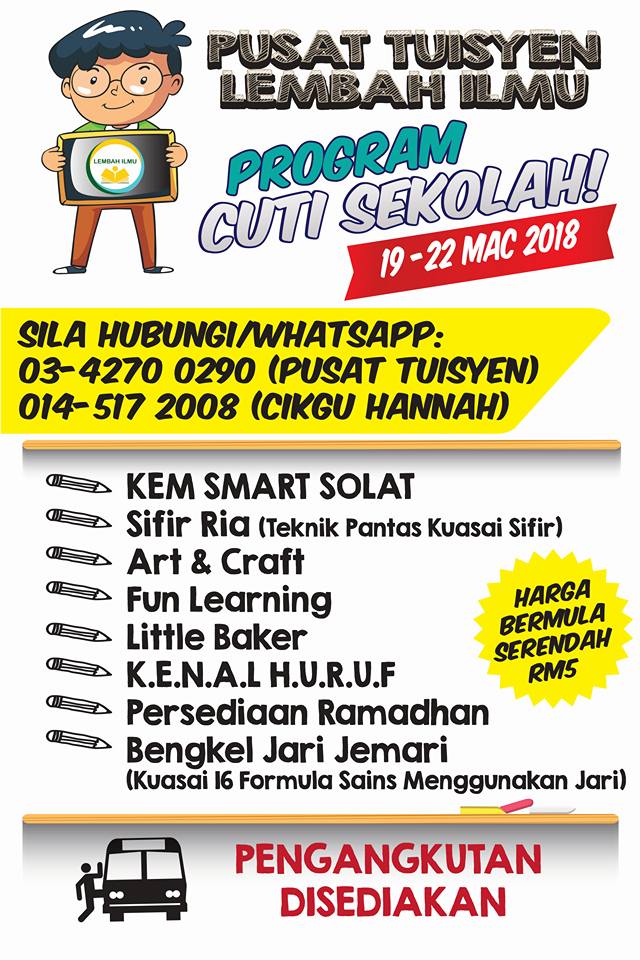 PUSAT TUISYEN
LEMBAH ILMU
LEMBAH ILMU
PROGRAM
CUTI SEKOLAH!
19-22 MAC 2018
SILA HUBUNGI/WHATSAPP:
03-4270 0290 (PUSAT TUISYEN)
014-517 2008 (CIKGU HANNAH)
KEM SMART SOLAT
Sifir Ria (Teknik Pantas Kuasai Sifir)
Art & Craft
Fun Learning
Little Baker
K.E.N.A.L H.U.R.U.F
Persediaan Ramadhan
Bengkel Jari Jemari
(Kuasai 16 Formula Sains Menggunakan Jari)
HARGA
BERMULA
SERENDAH
RM5
PENGANGKUTAN
DISEDIAKAN